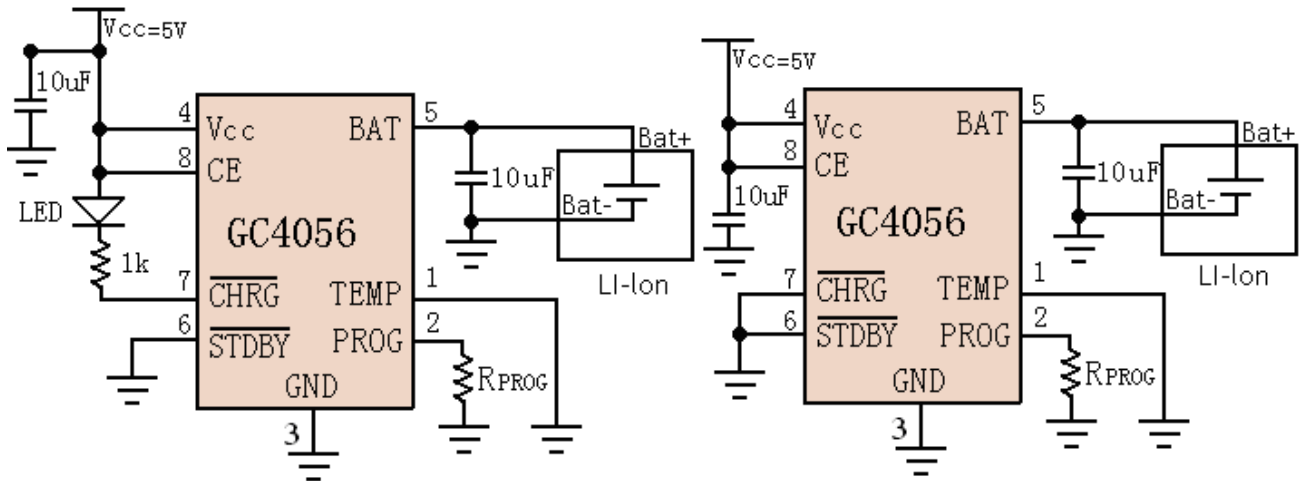 Vcc=5V
10uF
4
Vcc
BAT
5
8
CE
Bat+
10uF
Bat-
LED
GC4056
LI-Ion
1k
7
CHRG
TEMP
1
6
STDBY
PROG
2
RPROG
GND
3
Vcc=5V
4
Vcc
BAT
5
8
CE
Bat+
10uF
10uF
Bat-
GC4056
LI-Ion
7
CHRG
TEMP
1
6
STDBY
PROG
2
RPROG
GND
3